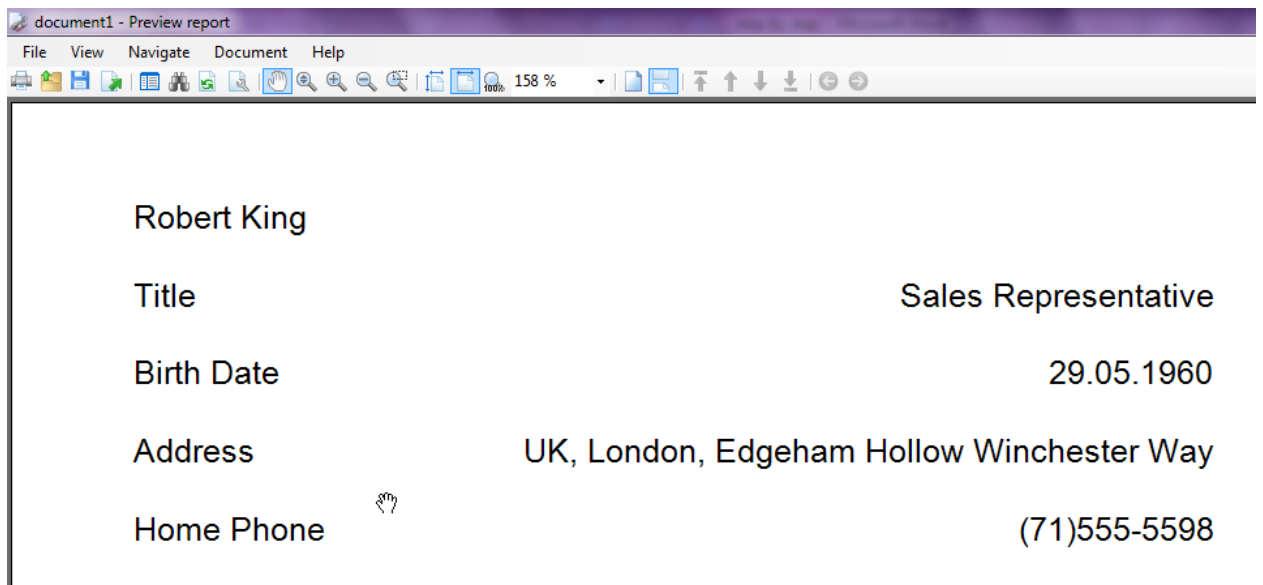 document1 - Preview report
File View Navigate Document Help
100% 158 %
Robert King
Title Sales Representative
Birth Date 29.05.1960
Address UK, London, Edgeham Hollow Winchester Way
Home Phone (71)555-5598